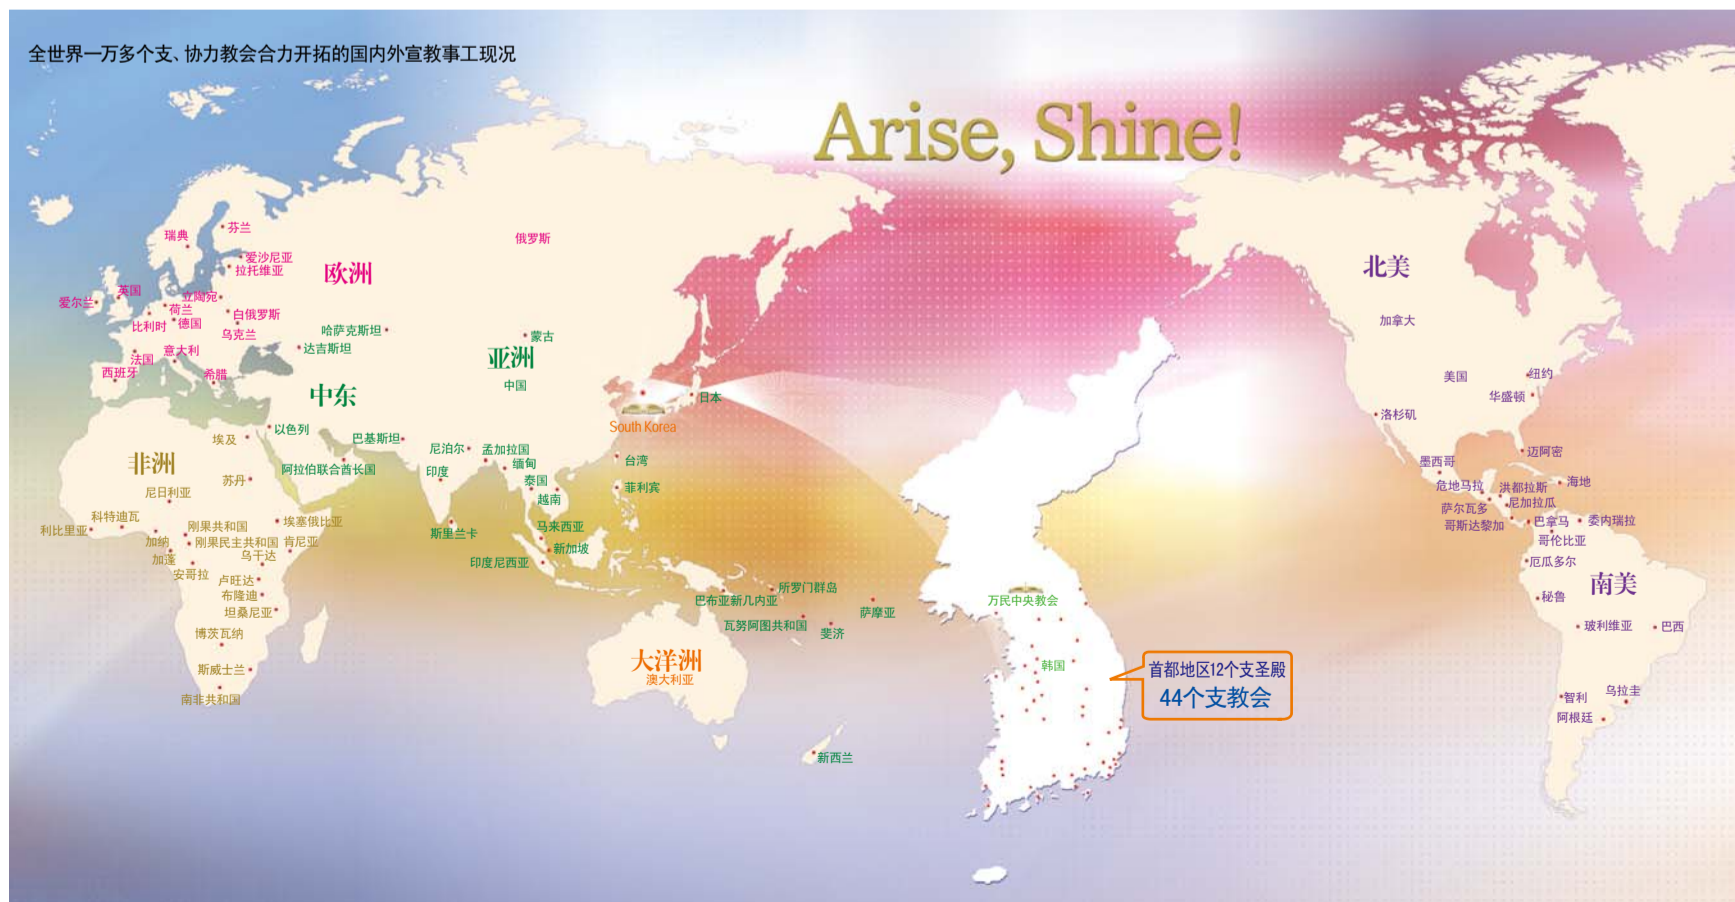 全世界一万多个支、协力教会合力开拓的国内外宣教事工现况
Arise, Shine!
瑞典
芬兰
俄罗斯
爱沙尼亚
拉托维亚
欧洲
英国
爱尔兰
立陶宛
荷兰
白俄罗斯
比利时
德国
乌克兰
法国
意大利
西班牙
希腊
哈萨克斯坦
达吉斯坦
蒙古
亚洲
中国
中东
日本
South Korea
以色列
埃及
巴基斯坦
尼泊尔
孟加拉国
台湾
非洲
阿拉伯联合酋长国
印度
缅甸
泰国
菲利宾
苏丹
越南
尼日利亚
科特迪瓦
利比里亚
刚果共和国
埃塞俄比亚
斯里兰卡
马来西亚
加纳
刚果民主共和国
肯尼亚
新加坡
加蓬
乌干达
印度尼西亚
安哥拉
卢旺达
布隆迪
坦桑尼亚
博茨瓦纳
斯威士兰
南非共和国
所罗门群岛
巴布亚新几内亚
萨摩亚
瓦努阿图共和国
斐济
大洋洲
澳大利亚
新西兰
万民中央教会
韩国
首都地区12个支圣殿
44个支教会
北美
加拿大
美国
纽约
华盛顿
洛杉矶
迈阿密
墨西哥
海地
危地马拉
洪都拉斯
萨尔瓦多
尼加拉瓜
哥斯达黎加
巴拿马
委内瑞拉
哥伦比亚
厄瓜多尔
南美
秘鲁
玻利维亚
巴西
智利
乌拉圭
阿根廷